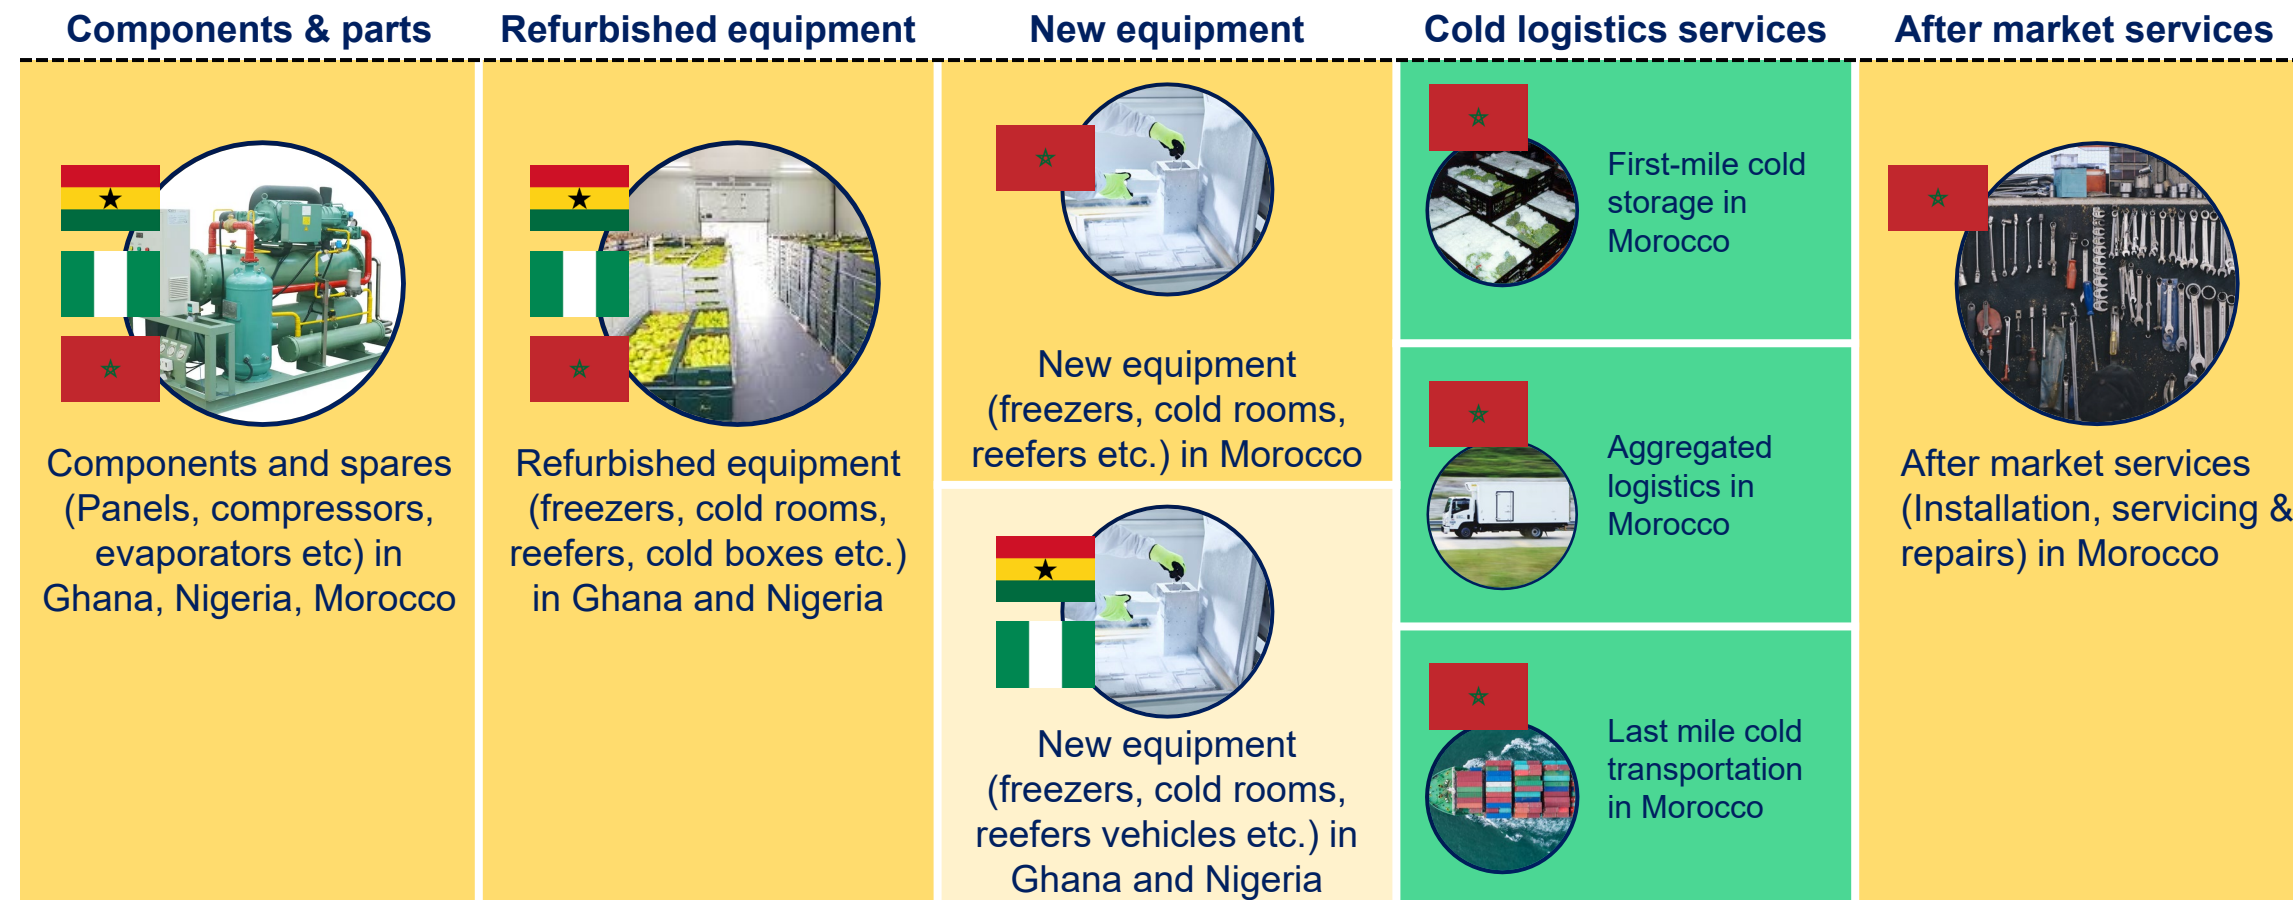 Components & parts
Refurbished equipment
New equipment
Cold logistics services
After market services
Components and spares
(Panels, compressors,
evaporators etc) in
Ghana, Nigeria, Morocco
Refurbished equipment
(freezers, cold rooms,
reefers, cold boxes etc.)
in Ghana and Nigeria
New equipment
(freezers, cold rooms,
reefers etc.) in Morocco
New equipment
(freezers, cold rooms,
reefers vehicles etc.) in
Ghana and Nigeria
First-mile cold
storage in
Morocco
Aggregated
logistics in
Morocco
Last mile cold
transportation
in Morocco
After market services
(Installation, servicing &
repairs) in Morocco